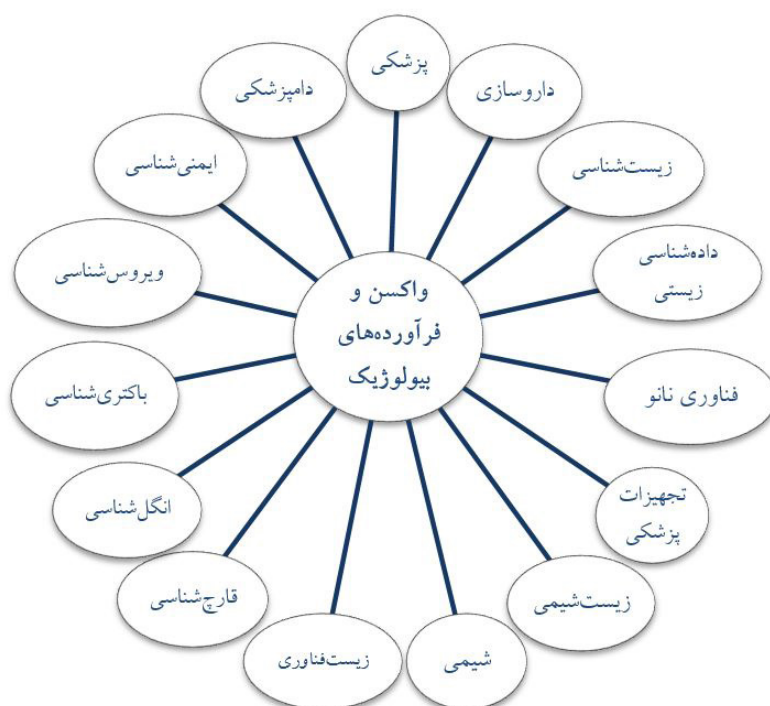 واکسن و
فرآورده‌های
بیولوژیک
پزشکی
داروسازی
زیست‌شناسی
داده‌شناسی
زیستی
فناوری نانو
تجهیزات
پزشکی
زیست‌شیمی
شیمی
زیست‌فناوری
قارچ‌شناسی
انگل‌شناسی
باکتری‌شناسی
ویروس‌شناسی
ایمنی‌شناسی
دامپزشکی